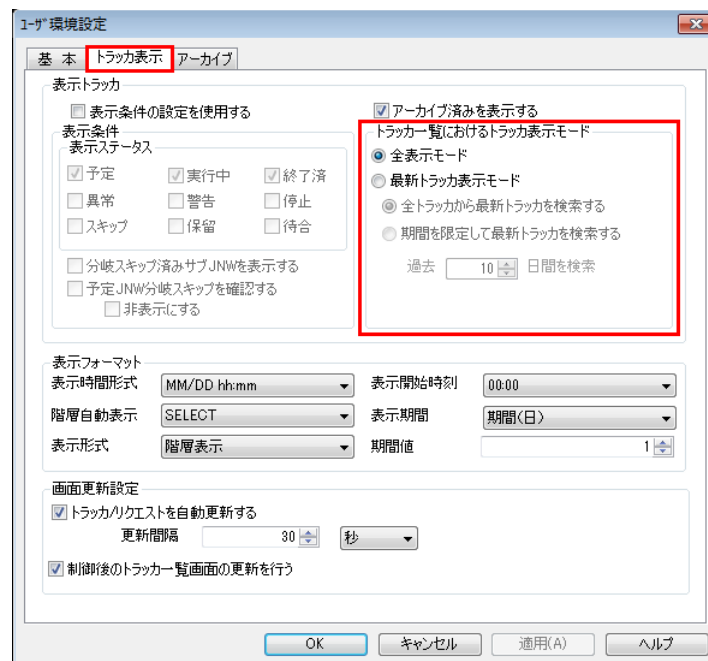 ユーザ環境設定
基 本 トラッカ表示 アーカイブ
表示トラッカ
表示条件の設定を使用する
アーカイブ済みを表示する
表示条件
表示ステータス
予定 実行中 終了済
異常 警告 停止
スキップ 保留 待合
分岐スキップ済みサブJNWを表示する
予定JNW分岐スキップを確認する
非表示にする
トラッカ一覧におけるトラッカ表示モード
全表示モード
最新トラッカ表示モード
全トラッカから最新トラッカを検索する
期間を限定して最新トラッカを検索する
過去 10 日間を検索
表示フォーマット
表示時間形式 MM/DD hh:mm 表示開始時刻 00:00
階層自動表示 SELECT 表示期間 期間(日)
表示形式 階層表示 期間値 1
画面更新設定
トラッカ/リクエストを自動更新する
更新間隔 30 秒
制御後のトラッカ一覧画面の更新を行う
OK キャンセル 適用(A) ヘルプ